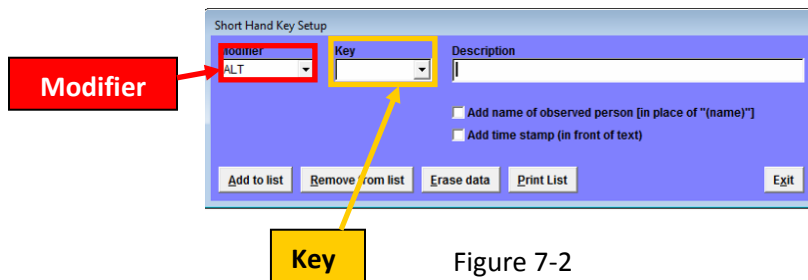 Short Hand Key Setup
Modifier Key Description
ALT
Modifier
Add name of observed person [in place of "(name)"]
Add time stamp (in front of text)
Add to list Remove from list Erase data Print List Exit
Key
Figure 7-2